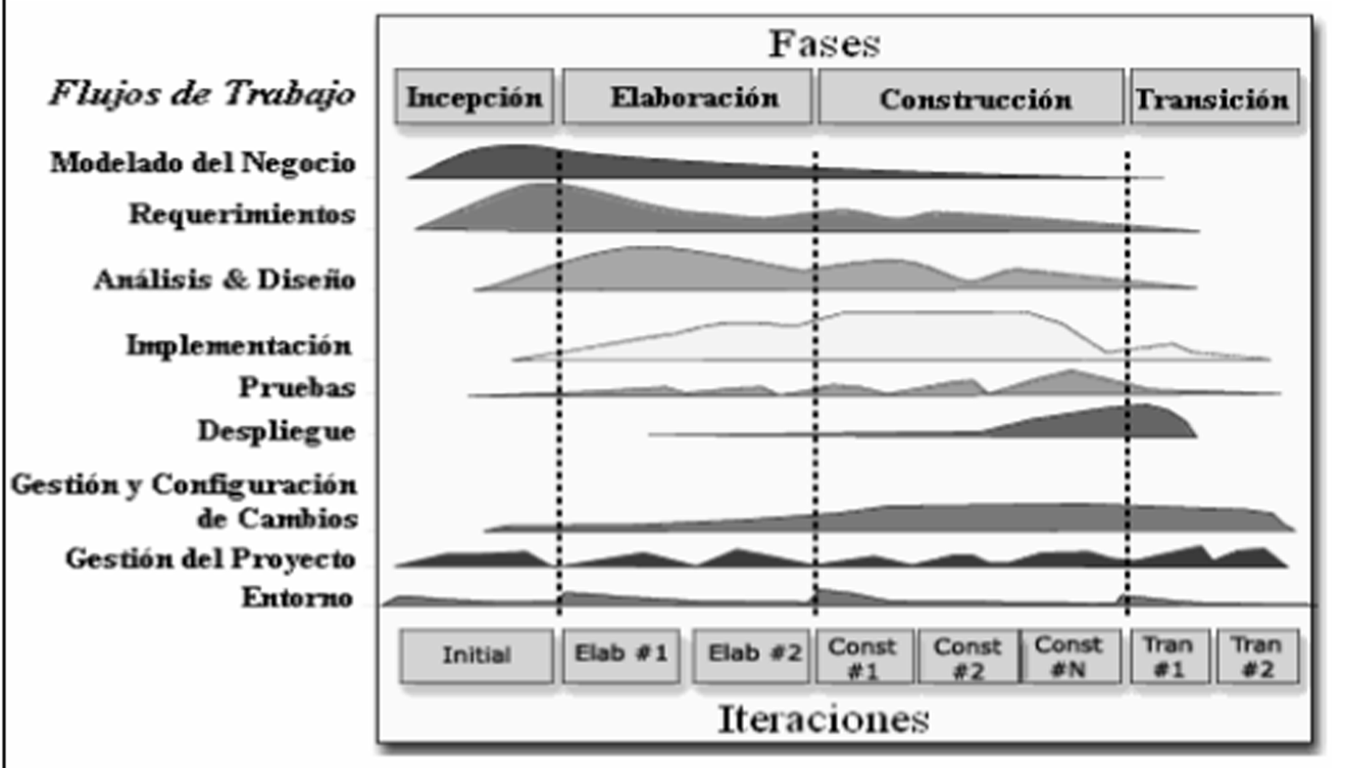 Fases
Flujos de Trabajo
Incepción Elaboración Construcción Transición
Modelado del Negocio
Requerimientos
Análisis & Diseño
Implementación
Pruebas
Despliegue
Gestión y Configuración
de Cambios
Gestión del Proyecto
Entorno
Initial Elab #1 Elab #2 Const #1 Const #2 Const #N Tran #1 Tran #2
Iteraciones